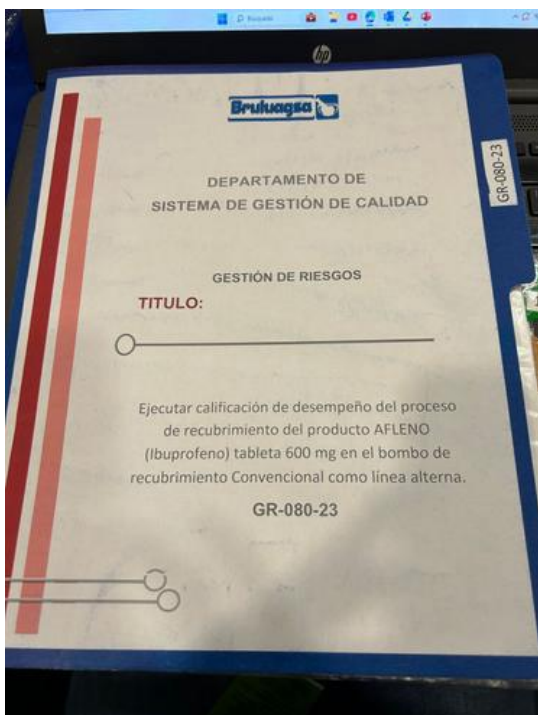 hp
Bruluagsa
GR-080-23
DEPARTAMENTO DE
SISTEMA DE GESTIÓN DE CALIDAD
GESTIÓN DE RIESGOS
TITULO:
Ejecutar calificación de desempeño del proceso
de recubrimiento del producto AFLENO
(Ibuprofeno) tableta 600 mg en el bombo de
recubrimiento Convencional como línea alterna.
GR-080-23